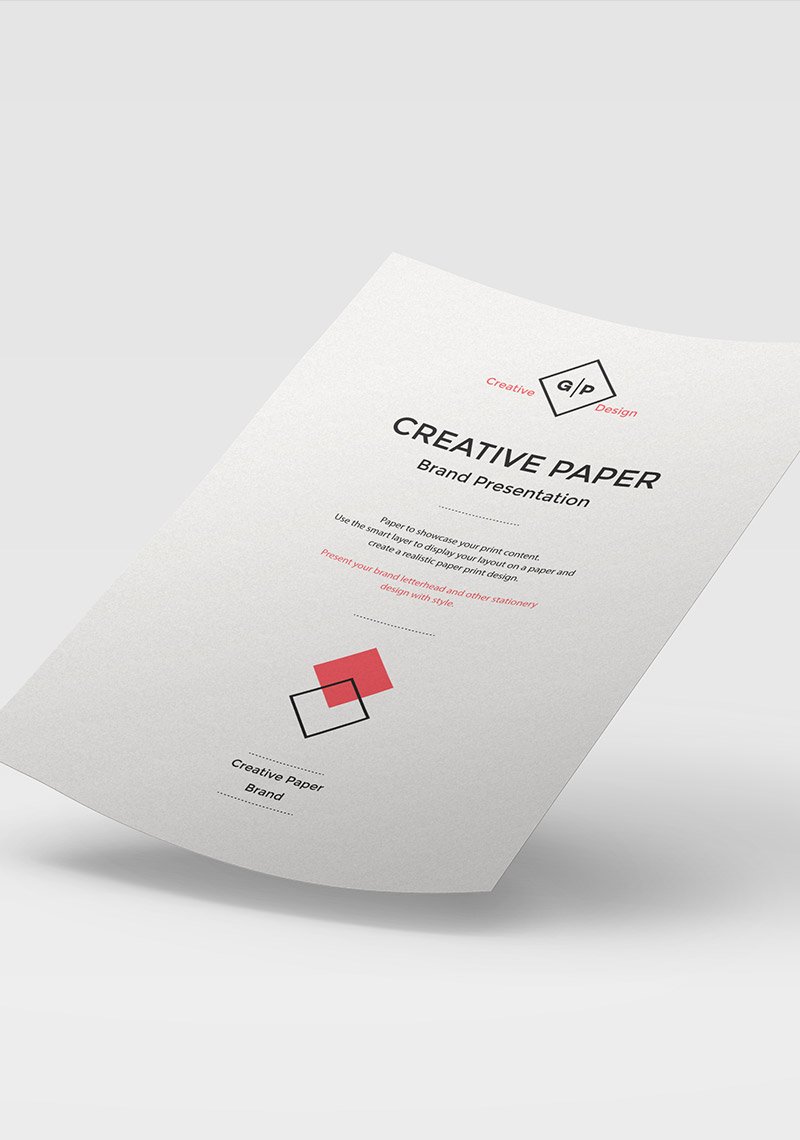 Creative G/P Design
CREATIVE PAPER
Brand Presentation
Paper to showcase your print content.
Use the smart layer to display your layout on a paper and
create a realistic paper print design.
Present your brand letterhead and other stationery
design with style.
Creative Paper
Brand